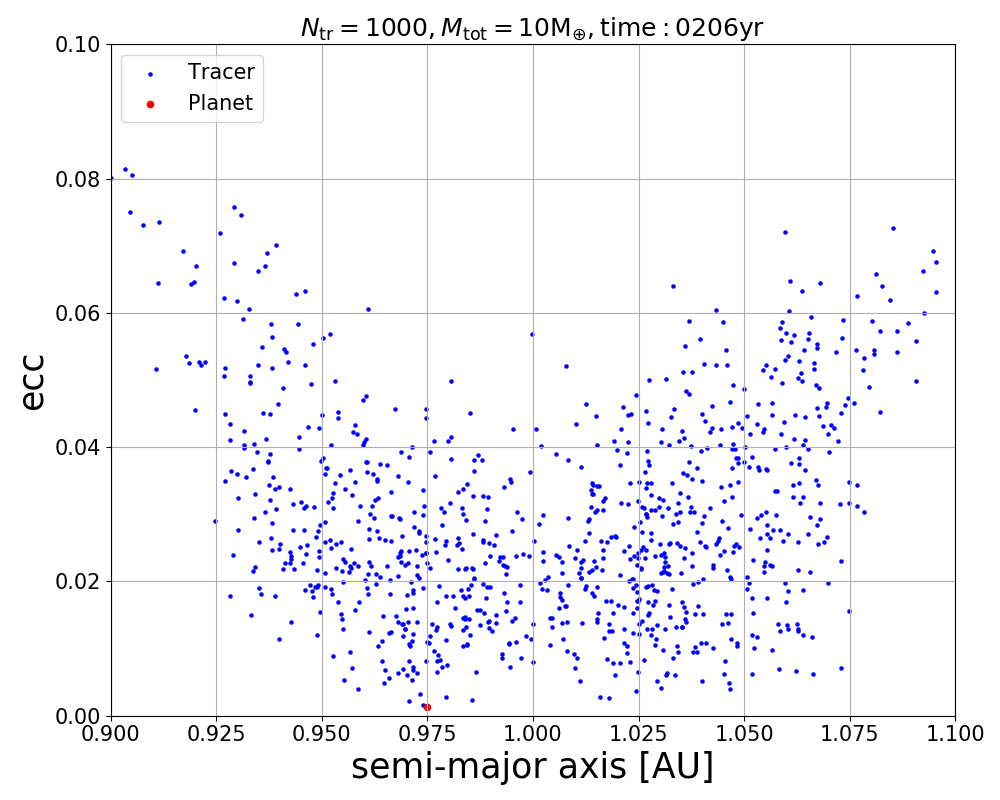 N_tr = 1000, M_tot = 10M_⊕, time : 0206yr
Tracer
Planet
ecc
0.10
0.08
0.06
0.04
0.02
0.00
0.900 0.925 0.950 0.975 1.000 1.025 1.050 1.075 1.100
semi-major axis [AU]